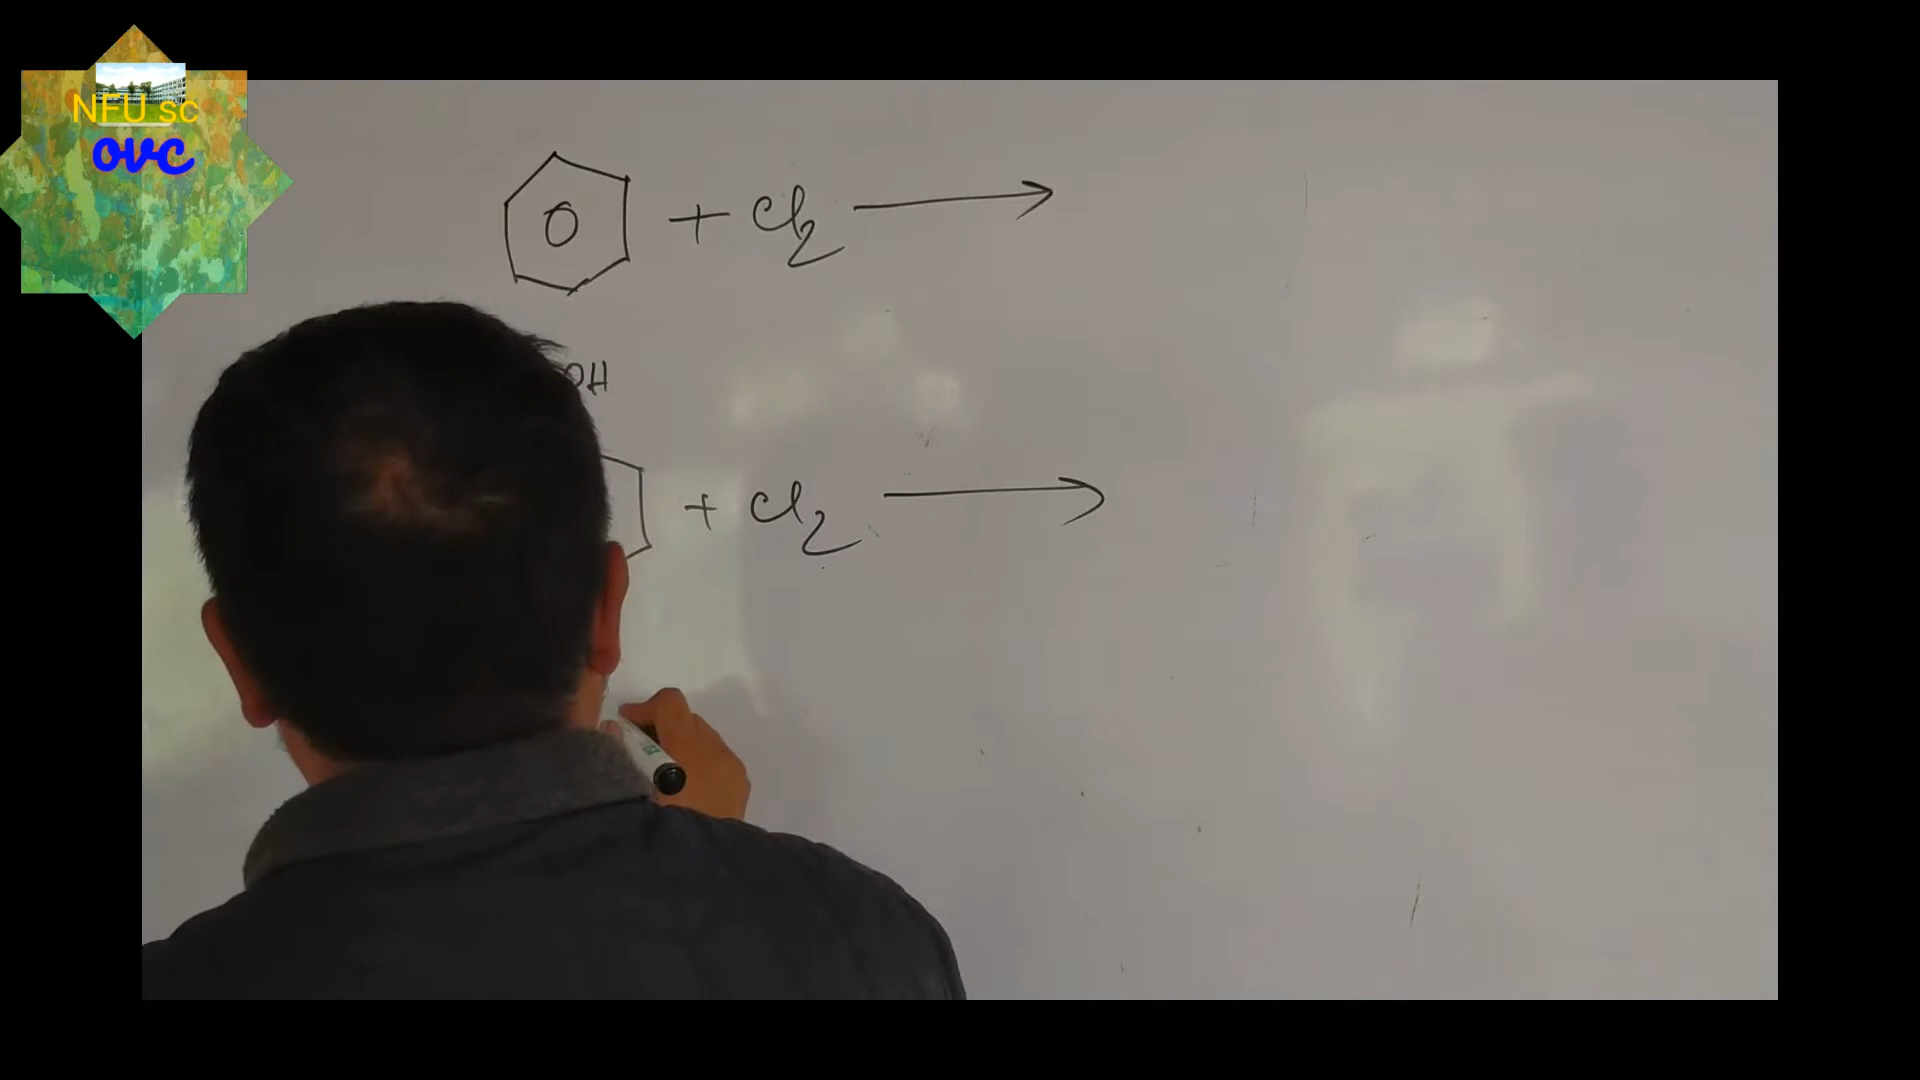 NFU sc
ovc
+ Cl2 →
OH
+ Cl2 →